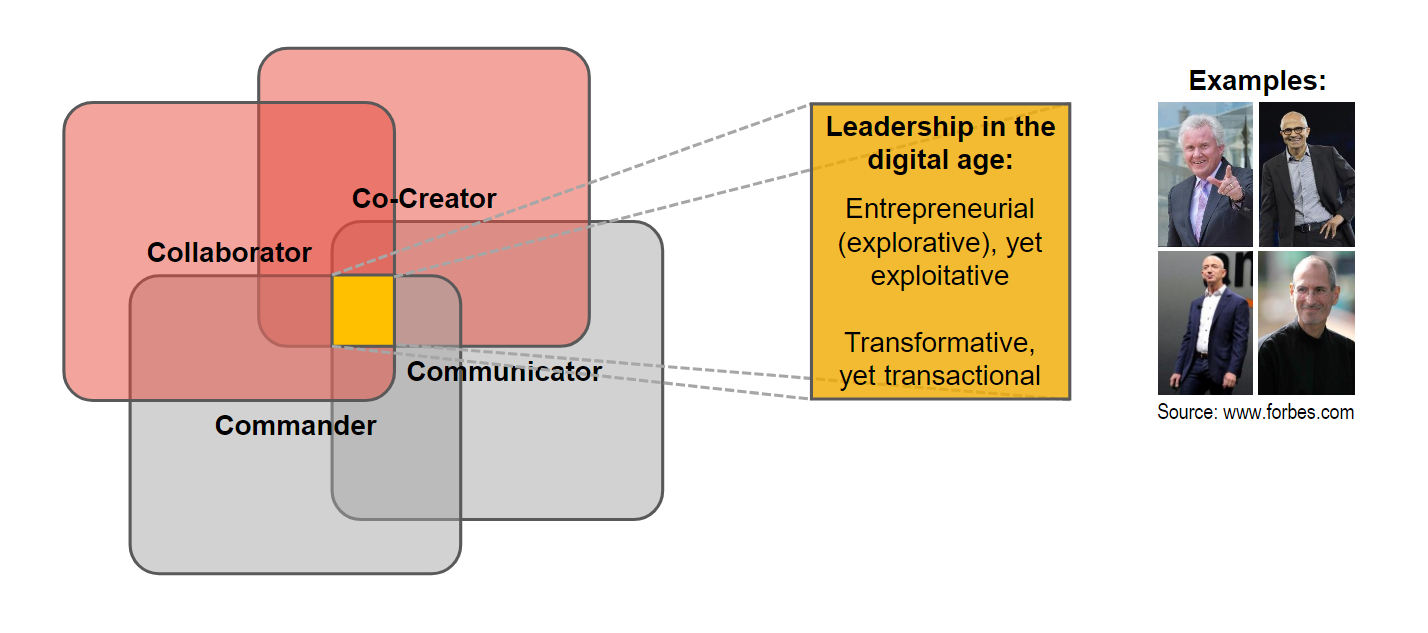 Co-Creator
Collaborator
Communicator
Commander
Leadership in the
digital age:
Entrepreneurial
(explorative), yet
exploitative
Transformative,
yet transactional
Examples:
Source: www.forbes.com